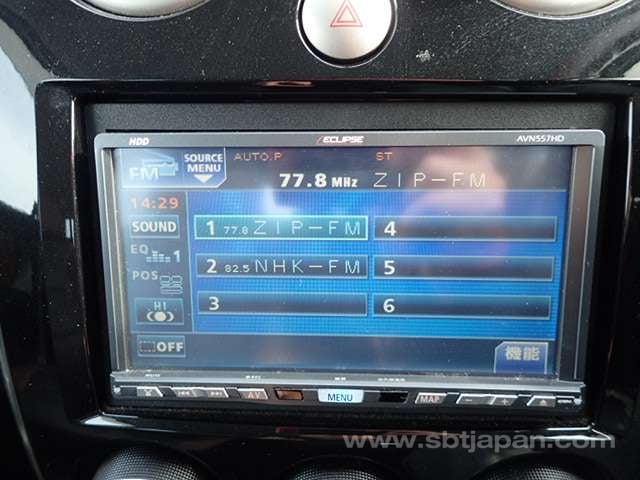 HDD ECLIPSE AVN557HD
FM SOURCE MENU AUTO.P ST
77.8 MHz ZIP-FM
14:29
SOUND
EQ 1
POS
HI
OFF
1 77.8 ZIP-FM
2 82.5 NHK-FM
3
4
5
6
機能
AV MENU MAP
www.sbtjapan.com